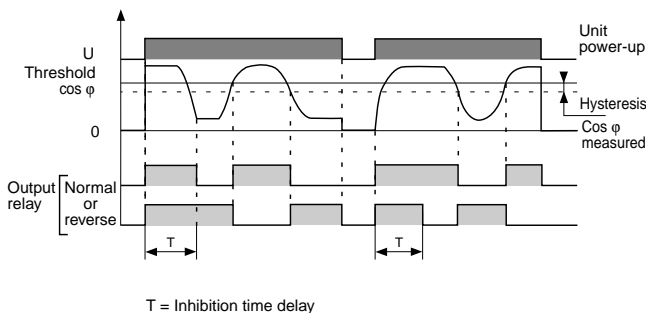 U
Unit
power-up
Threshold
cos φ
Hysteresis
0
Cos φ
measured
Output
relay
Normal
or
reverse
T
T
T = Inhibition time delay